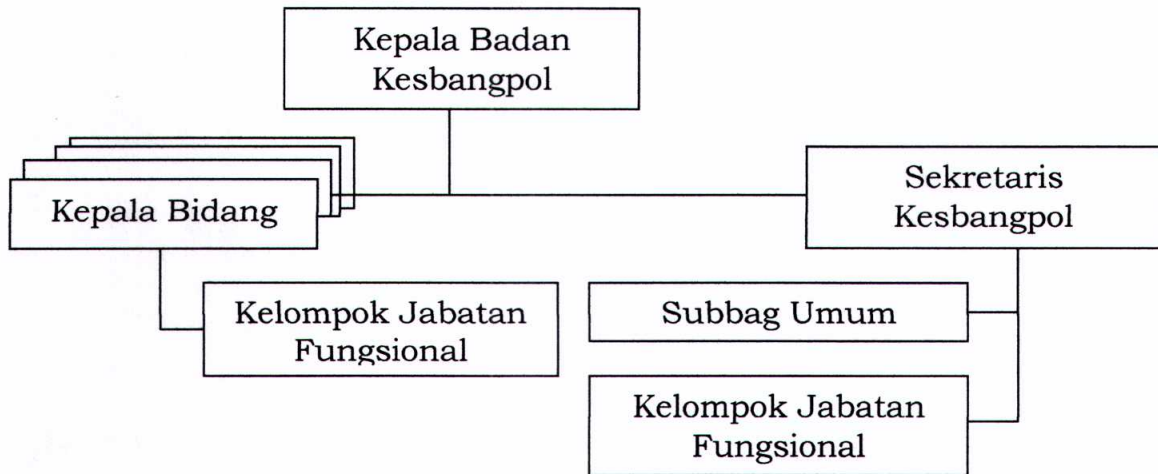 Kepala Badan
Kesbangpol
Kepala Bidang
Sekretaris
Kesbangpol
Kelompok Jabatan
Fungsional
Subbag Umum
Kelompok Jabatan
Fungsional